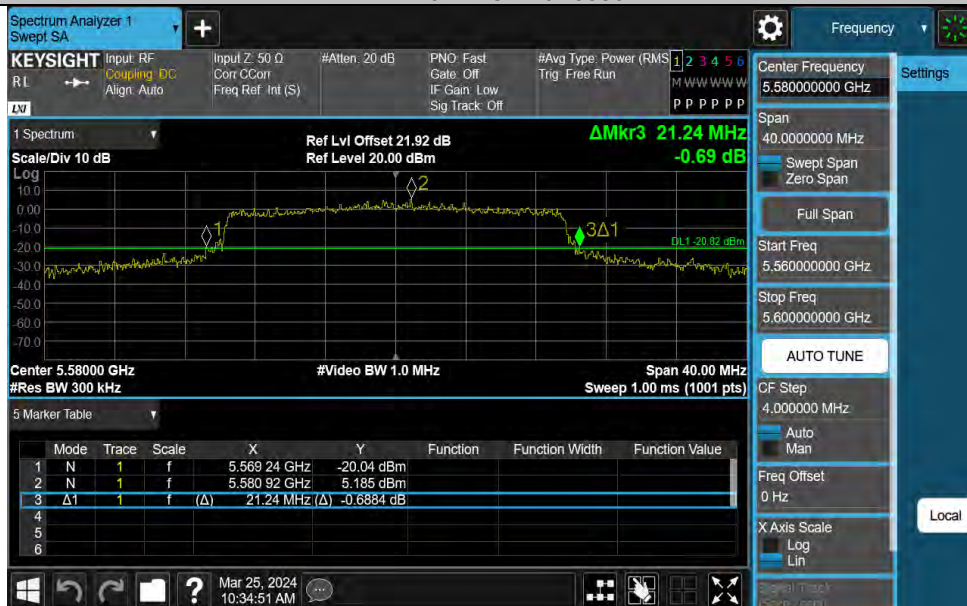 Spectrum Analyzer 1
Swept SA
+
Frequency
KEYSIGHT
RL
LXI
Input: RF
Coupling: DC
Align: Auto
Input Z: 50 Ω
Corr CCorr
Freq Ref: Int (S)
#Atten: 20 dB
PNO: Fast
Gate: Off
IF Gain: Low
Sig Track: Off
#Avg Type: Power (RMS
Trig: Free Run
1 2 3 4 5 6
M W W W W W
P P P P P P
1 Spectrum
Scale/Div 10 dB
Log
Ref Lvl Offset 21.92 dB
Ref Level 20.00 dBm
ΔMkr3 21.24 MHz
-0.69 dB
10.0
0.00
-10.0
-20.0
-30.0
-40.0
-50.0
-60.0
-70.0
1
2
3Δ1
DL1 -20.82 dBm
Center 5.58000 GHz
#Res BW 300 kHz
#Video BW 1.0 MHz
Span 40.00 MHz
Sweep 1.00 ms (1001 pts)
5 Marker Table
Mode Trace Scale X Y Function Function Width Function Value
1 N 1 f 5.569 24 GHz -20.04 dBm
2 N 1 f 5.580 92 GHz 5.185 dBm
3 Δ1 1 f (Δ) 21.24 MHz (Δ) -0.6884 dB
4
5
6
?
Mar 25, 2024
10:34:51 AM
Center Frequency
5.580000000 GHz
Span
40.0000000 MHz
Swept Span
Zero Span
Full Span
Start Freq
5.560000000 GHz
Stop Freq
5.600000000 GHz
AUTO TUNE
CF Step
4.000000 MHz
Auto
Man
Freq Offset
0 Hz
X Axis Scale
Log
Lin
Signal Track
Settings
Local